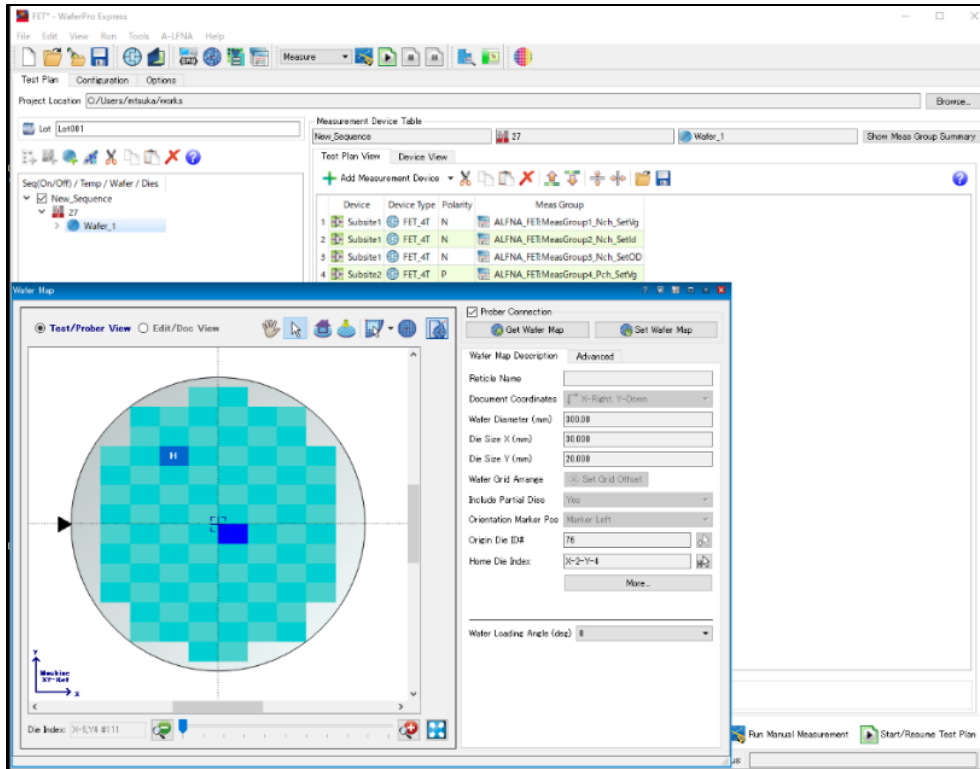 FET* - WaferPro Express
File Edit View Run Tools A-LFNA Help
Measure
Test Plan Configuration Options
Project Location C:/Users/mtsuka/works Browse...
Lot Lot001
Measurement Device Table
New_Sequence 27 Wafer_1 Show Meas Group Summary
Test Plan View Device View
Add Measurement Device
Seq(On/Off) / Temp / Wafer / Dies
New_Sequence
27
Wafer_1
Device Device Type Polarity Meas Group
1 Subsite1 FET_4T N ALFNA_FET:MeasGroup1_Nch_SetVg
2 Subsite1 FET_4T N ALFNA_FET:MeasGroup2_Nch_SetId
3 Subsite1 FET_4T N ALFNA_FET:MeasGroup3_Nch_SetOD
4 Subsite2 FET_4T P ALFNA_FET:MeasGroup4_Pch_SetVg
Wafer Map
Test/Prober View Edit/Doc View
Prober Connection
Get Wafer Map Set Wafer Map
Wafer Map Description Advanced
Reticle Name
Document Coordinates X-Right, Y-Down
Wafer Diameter (mm) 300.00
Die Size X (mm) 30.000
Die Size Y (mm) 20.000
Wafer Grid Arrange Set Grid Offset
Include Partial Dies Yes
Orientation Marker Pos Marker Left
Origin Die ID# 76
Home Die Index X-2-Y-4
More...
Wafer Loading Angle (deg) 0
H
Y
XY-Ref
X
Die Index: X-5,Y4 #111
Run Manual Measurement Start/Resume Test Plan